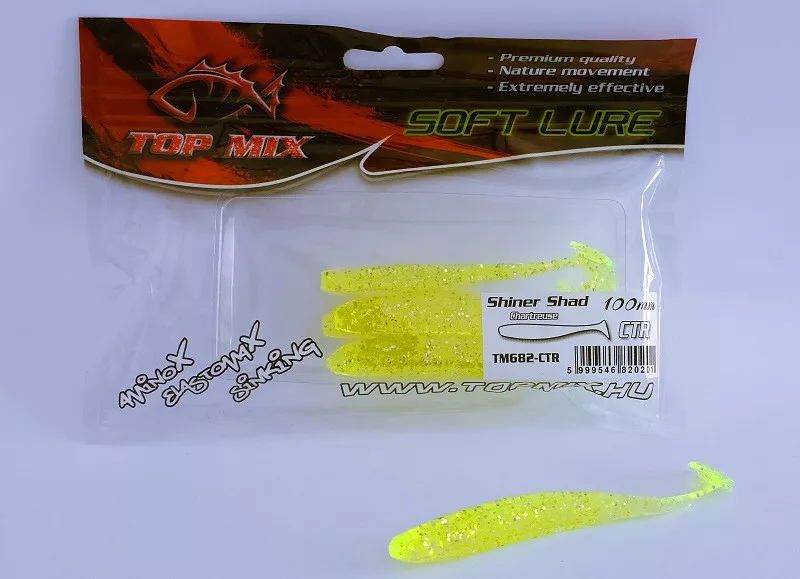 - Premium quality
- Nature movement
- Extremely effective
TOP MIX
SOFT LURE
Shiner Shad 100mm
Chartreuse
CTR
TM682-CTR
5 999546 820201
4MINOX
ELASTOMIX
SINKING
WWW.TOPMIX.HU